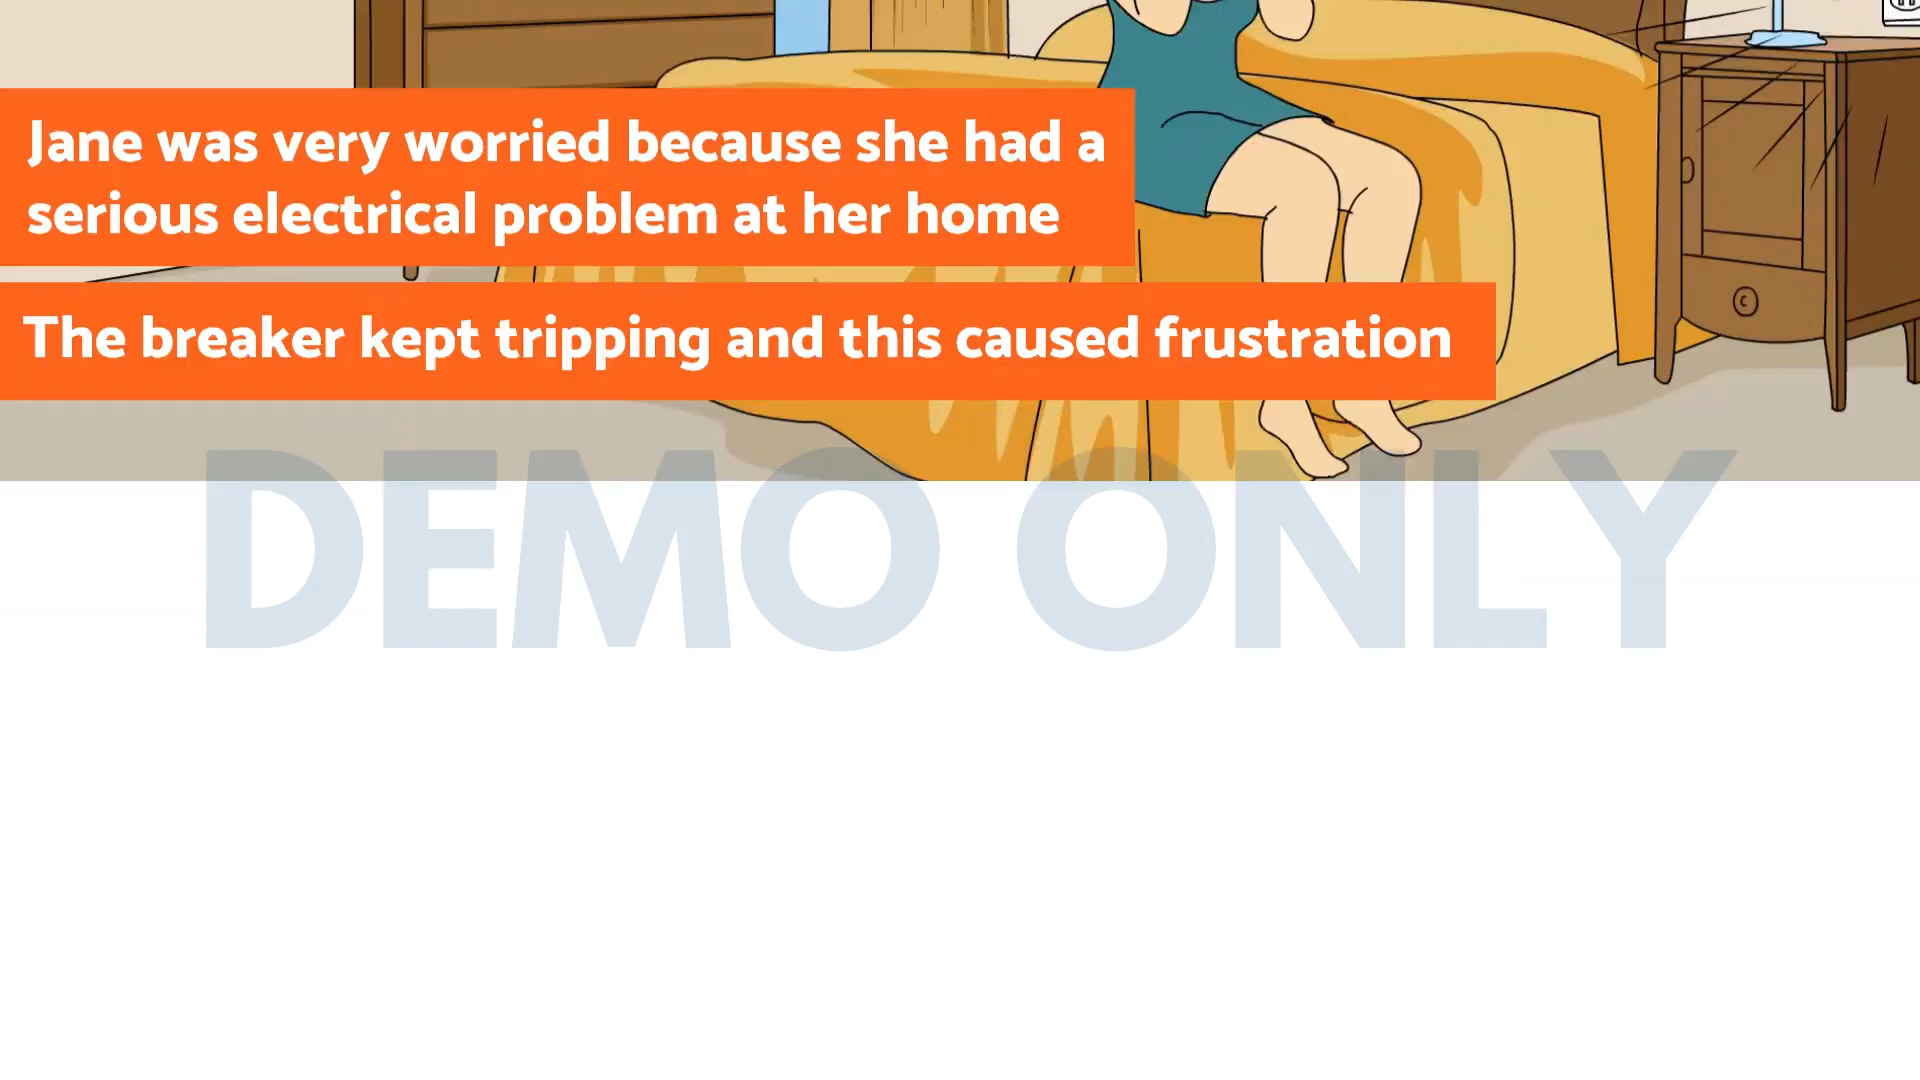 Jane was very worried because she had a
serious electrical problem at her home
The breaker kept tripping and this caused frustration
DEMO ONLY